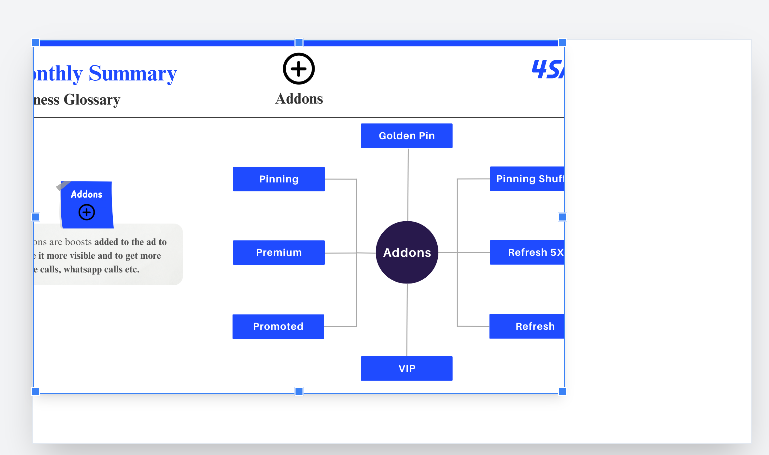 onthly Summary
ness Glossary
Addons
4SA
Golden Pin
Pinning
Pinning Shuf
Addons
ons are boosts added to the ad to
e it more visible and to get more
e calls, whatsapp calls etc.
Premium
Addons
Refresh 5X
Promoted
Refresh
VIP